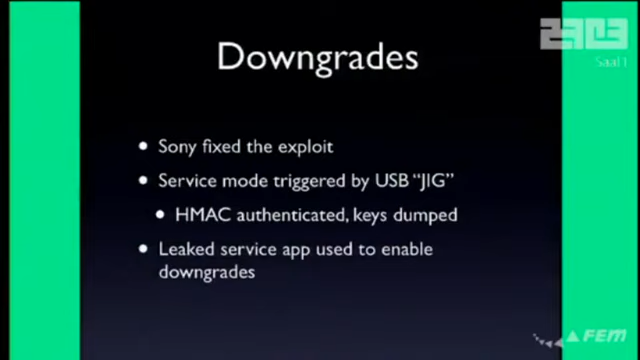 Saal 1
Downgrades
Sony fixed the exploit
Service mode triggered by USB “JIG”
HMAC authenticated, keys dumped
Leaked service app used to enable
downgrades
FEM